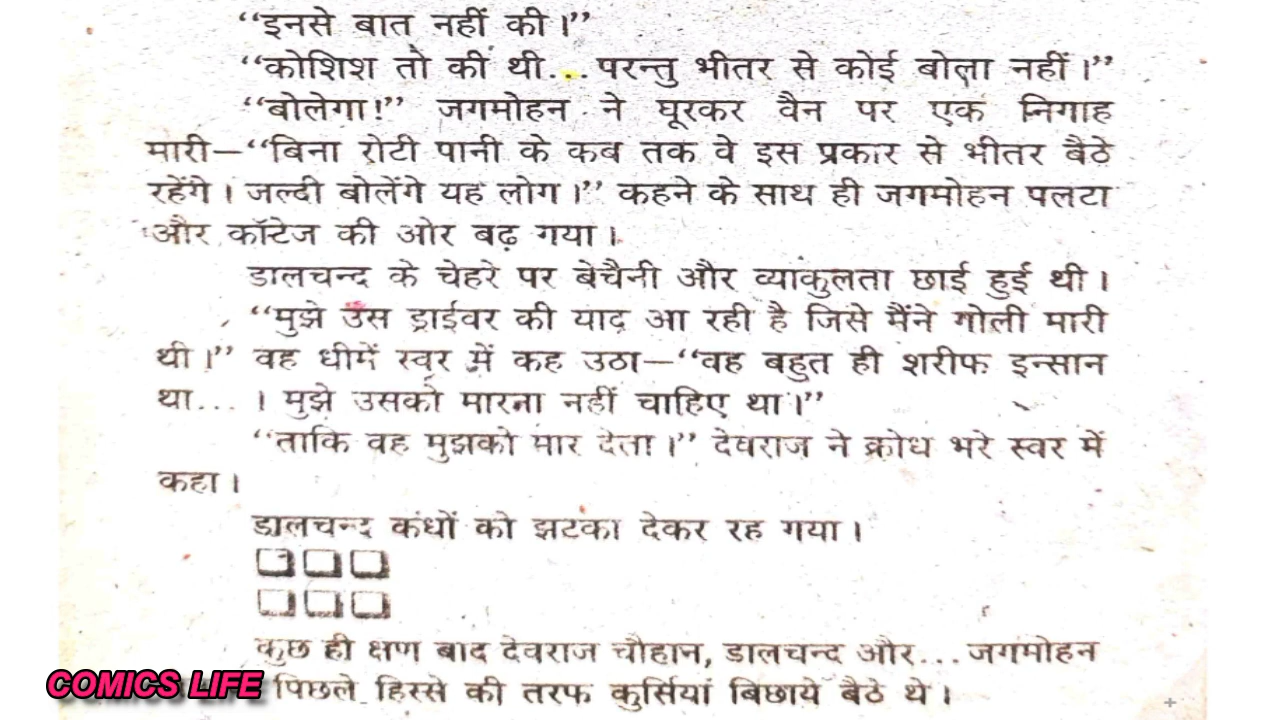 “इनसे बात नहीं की।”
“कोशिश तो की थी...परन्तु भीतर से कोई बोला नहीं।”
“बोलेगा!” जगमोहन ने घूरकर वैन पर एक निगाह
मारी—“बिना रोटी पानी के कब तक वे इस प्रकार से भीतर बैठे
रहेंगे। जल्दी बोलेंगे यह लोग।” कहने के साथ ही जगमोहन पलटा
और कॉटेज की ओर बढ़ गया।
डालचन्द के चेहरे पर बेचैनी और व्याकुलता छाई हुई थी।
“मुझे उस ड्राईवर की याद आ रही है जिसे मैंने गोली मारी
थी।” वह धीमें स्वर में कह उठा—“वह बहुत ही शरीफ इन्सान
था... । मुझे उसको मारना नहीं चाहिए था।”
“ताकि वह मुझको मार देता।” देवराज ने क्रोध भरे स्वर में
कहा।
डालचन्द कंधों को झटका देकर रह गया।
कुछ ही क्षण बाद देवराज चौहान, डालचन्द और...जगमोहन
पिछले हिस्से की तरफ कुर्सियां बिछाये बैठे थे।
COMICS LIFE